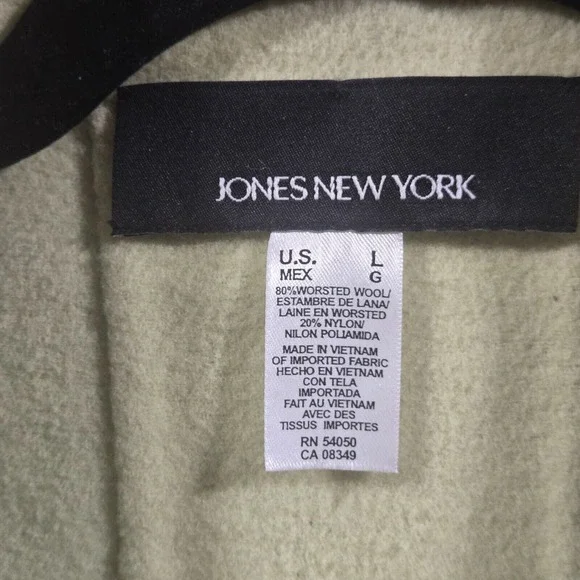 JONES NEW YORK
U.S. L
MEX G
80%WORSTED WOOL/
ESTAMBRE DE LANA/
LAINE EN WORSTED
20% NYLON/
NILON POLIAMIDA
MADE IN VIETNAM
OF IMPORTED FABRIC
HECHO EN VIETNAM
CON TELA
IMPORTADA
FAIT AU VIETNAM
AVEC DES
TISSUS IMPORTES
RN 54050
CA 08349